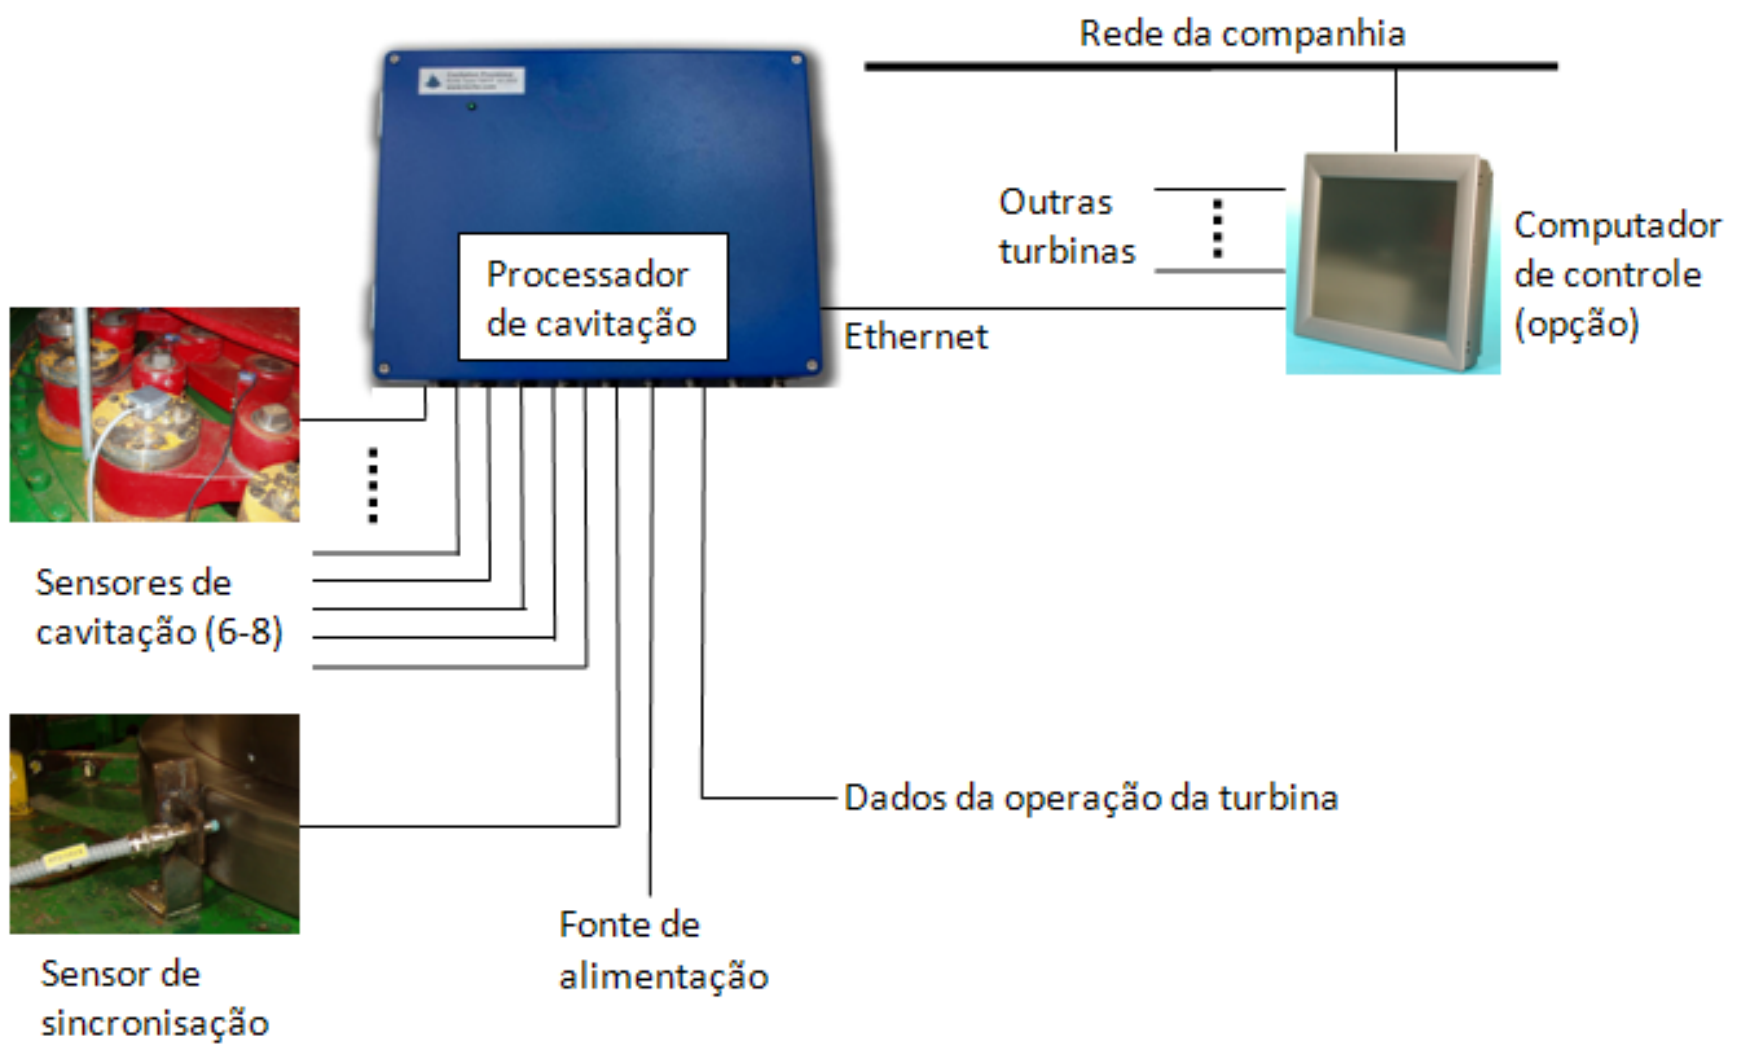 Rede da companhia
Outras
turbinas
Computador
de controle
(opção)
Processador
de cavitação
Ethernet
Sensores de
cavitação (6-8)
Dados da operação da turbina
Fonte de
alimentação
Sensor de
sincronisação